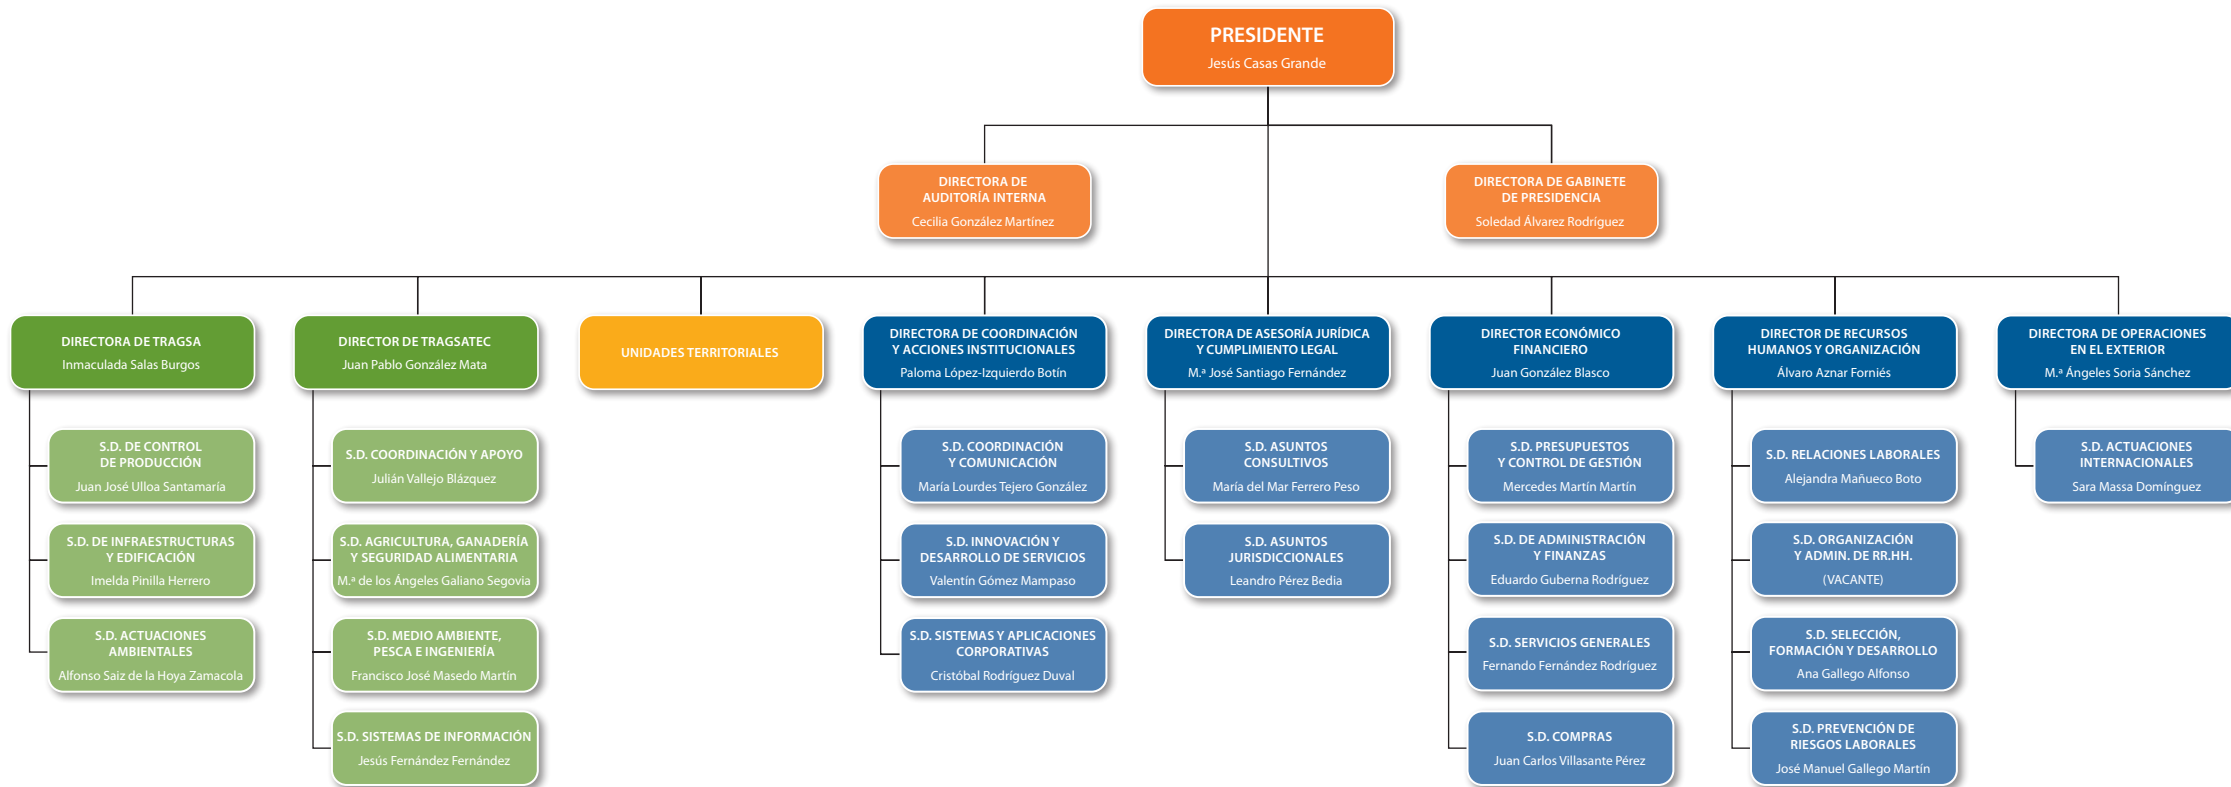 PRESIDENTE
Jesús Casas Grande
DIRECTORA DE
AUDITORÍA INTERNA
Cecilia González Martínez
DIRECTORA DE GABINETE
DE PRESIDENCIA
Soledad Álvarez Rodríguez
DIRECTORA DE TRAGSA
Inmaculada Salas Burgos
S.D. DE CONTROL
DE PRODUCCIÓN
Juan José Ulloa Santamaría
S.D. DE INFRAESTRUCTURAS
Y EDIFICACIÓN
Imelda Pinilla Herrero
S.D. ACTUACIONES
AMBIENTALES
Alfonso Saiz de la Hoya Zamacola
DIRECTOR DE TRAGSATEC
Juan Pablo González Mata
S.D. COORDINACIÓN Y APOYO
Julián Vallejo Blázquez
S.D. AGRICULTURA, GANADERÍA
Y SEGURIDAD ALIMENTARIA
M.ª de los Ángeles Galiano Segovia
S.D. MEDIO AMBIENTE,
PESCA E INGENIERÍA
Francisco José Masedo Martín
S.D. SISTEMAS DE INFORMACIÓN
Jesús Fernández Fernández
UNIDADES TERRITORIALES
DIRECTORA DE COORDINACIÓN
Y ACCIONES INSTITUCIONALES
Paloma López-Izquierdo Botín
S.D. COORDINACIÓN
Y COMUNICACIÓN
María Lourdes Tejero González
S.D. INNOVACIÓN Y
DESARROLLO DE SERVICIOS
Valentín Gómez Mampaso
S.D. SISTEMAS Y APLICACIONES
CORPORATIVAS
Cristóbal Rodríguez Duval
DIRECTORA DE ASESORÍA JURÍDICA
Y CUMPLIMIENTO LEGAL
M.ª José Santiago Fernández
S.D. ASUNTOS
CONSULTIVOS
María del Mar Ferrero Peso
S.D. ASUNTOS
JURISDICCIONALES
Leandro Pérez Bedia
DIRECTOR ECONÓMICO
FINANCIERO
Juan González Blasco
S.D. PRESUPUESTOS
Y CONTROL DE GESTIÓN
Mercedes Martín Martín
S.D. DE ADMINISTRACIÓN
Y FINANZAS
Eduardo Guberna Rodríguez
S.D. SERVICIOS GENERALES
Fernando Fernández Rodríguez
S.D. COMPRAS
Juan Carlos Villasante Pérez
DIRECTOR DE RECURSOS
HUMANOS Y ORGANIZACIÓN
Álvaro Aznar Forniés
S.D. RELACIONES LABORALES
Alejandra Mañueco Boto
S.D. ORGANIZACIÓN
Y ADMIN. DE RR.HH.
(VACANTE)
S.D. SELECCIÓN,
FORMACIÓN Y DESARROLLO
Ana Gallego Alfonso
S.D. PREVENCIÓN DE
RIESGOS LABORALES
José Manuel Gallego Martín
DIRECTORA DE OPERACIONES
EN EL EXTERIOR
M.ª Ángeles Soria Sánchez
S.D. ACTUACIONES
INTERNACIONALES
Sara Massa Domínguez